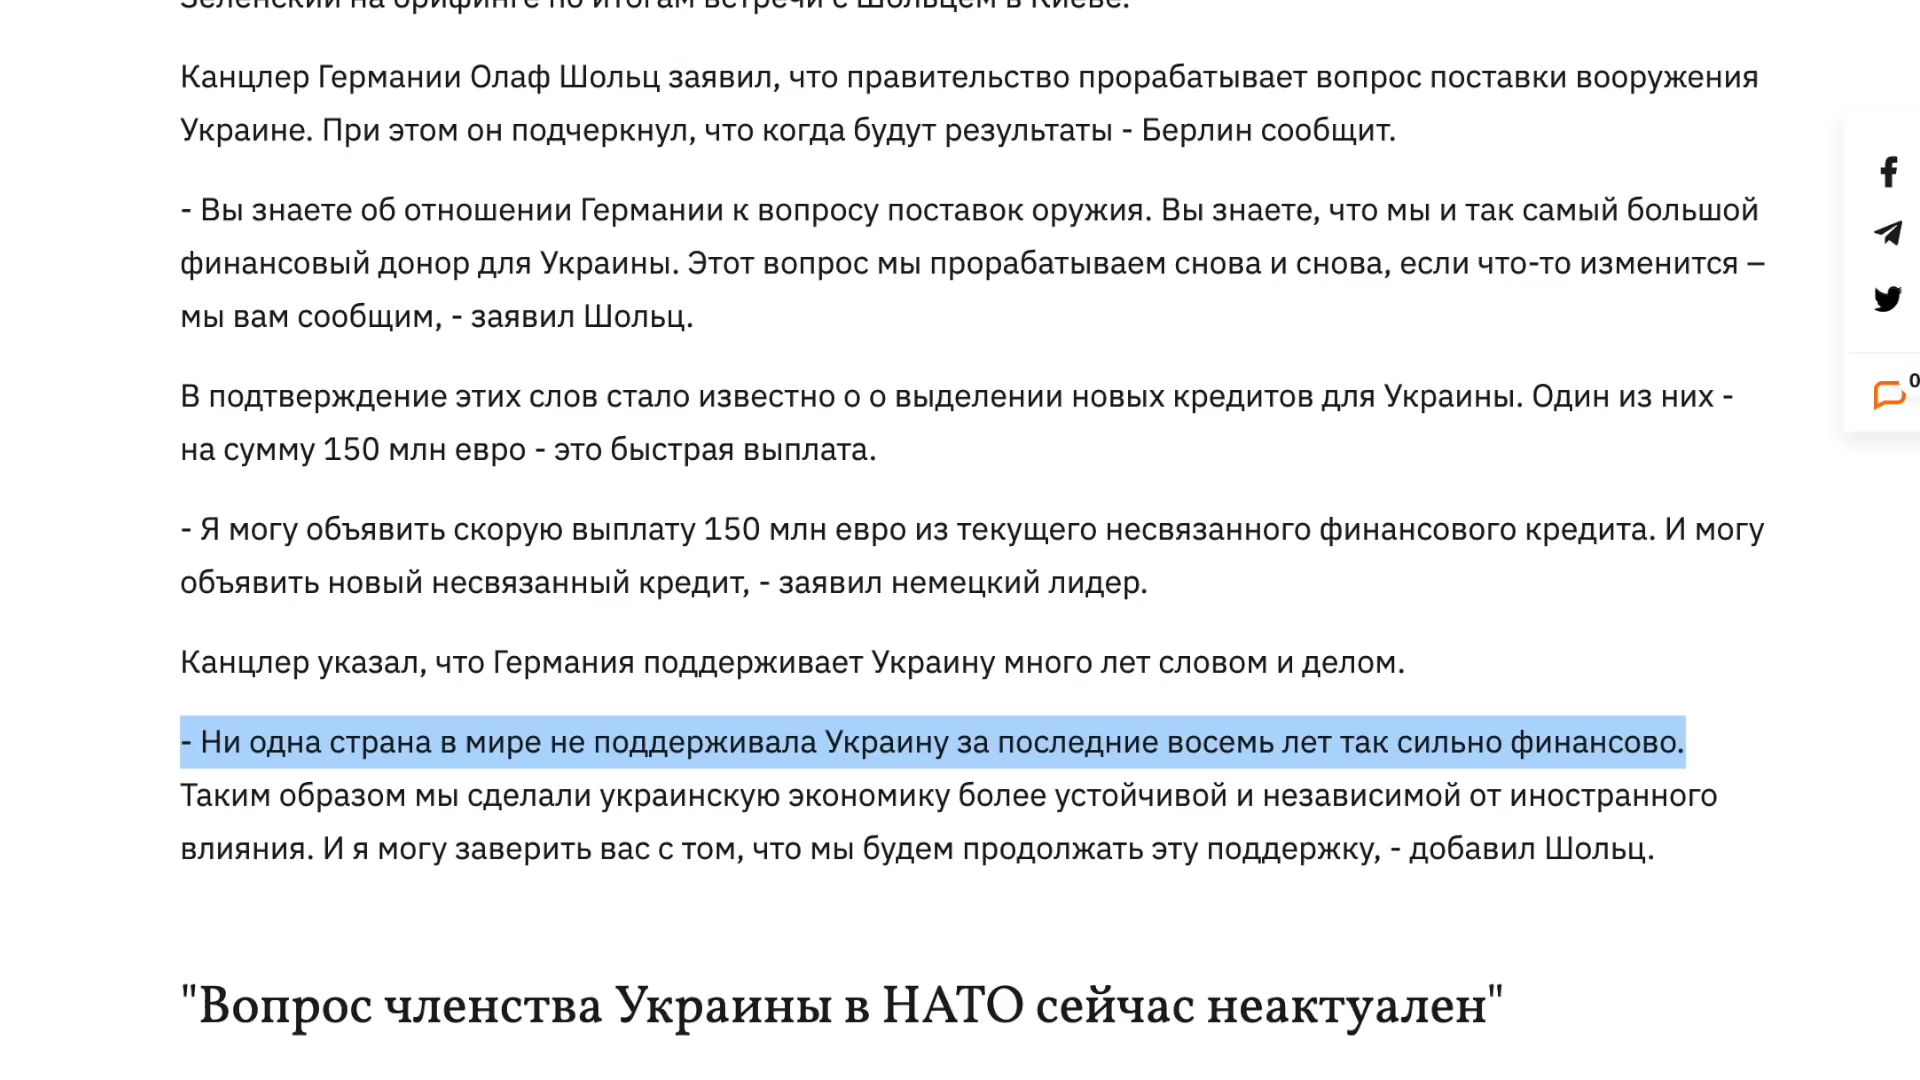 Зеленский на брифинге по итогам встречи с Шольцем в Киеве.
Канцлер Германии Олаф Шольц заявил, что правительство прорабатывает вопрос поставки вооружения
Украине. При этом он подчеркнул, что когда будут результаты - Берлин сообщит.
- Вы знаете об отношении Германии к вопросу поставок оружия. Вы знаете, что мы и так самый большой
финансовый донор для Украины. Этот вопрос мы прорабатываем снова и снова, если что-то изменится –
мы вам сообщим, - заявил Шольц.
В подтверждение этих слов стало известно о о выделении новых кредитов для Украины. Один из них -
на сумму 150 млн евро - это быстрая выплата.
- Я могу объявить скорую выплату 150 млн евро из текущего несвязанного финансового кредита. И могу
объявить новый несвязанный кредит, - заявил немецкий лидер.
Канцлер указал, что Германия поддерживает Украину много лет словом и делом.
- Ни одна страна в мире не поддерживала Украину за последние восемь лет так сильно финансово.
Таким образом мы сделали украинскую экономику более устойчивой и независимой от иностранного
влияния. И я могу заверить вас с том, что мы будем продолжать эту поддержку, - добавил Шольц.
"Вопрос членства Украины в НАТО сейчас неактуален"
0